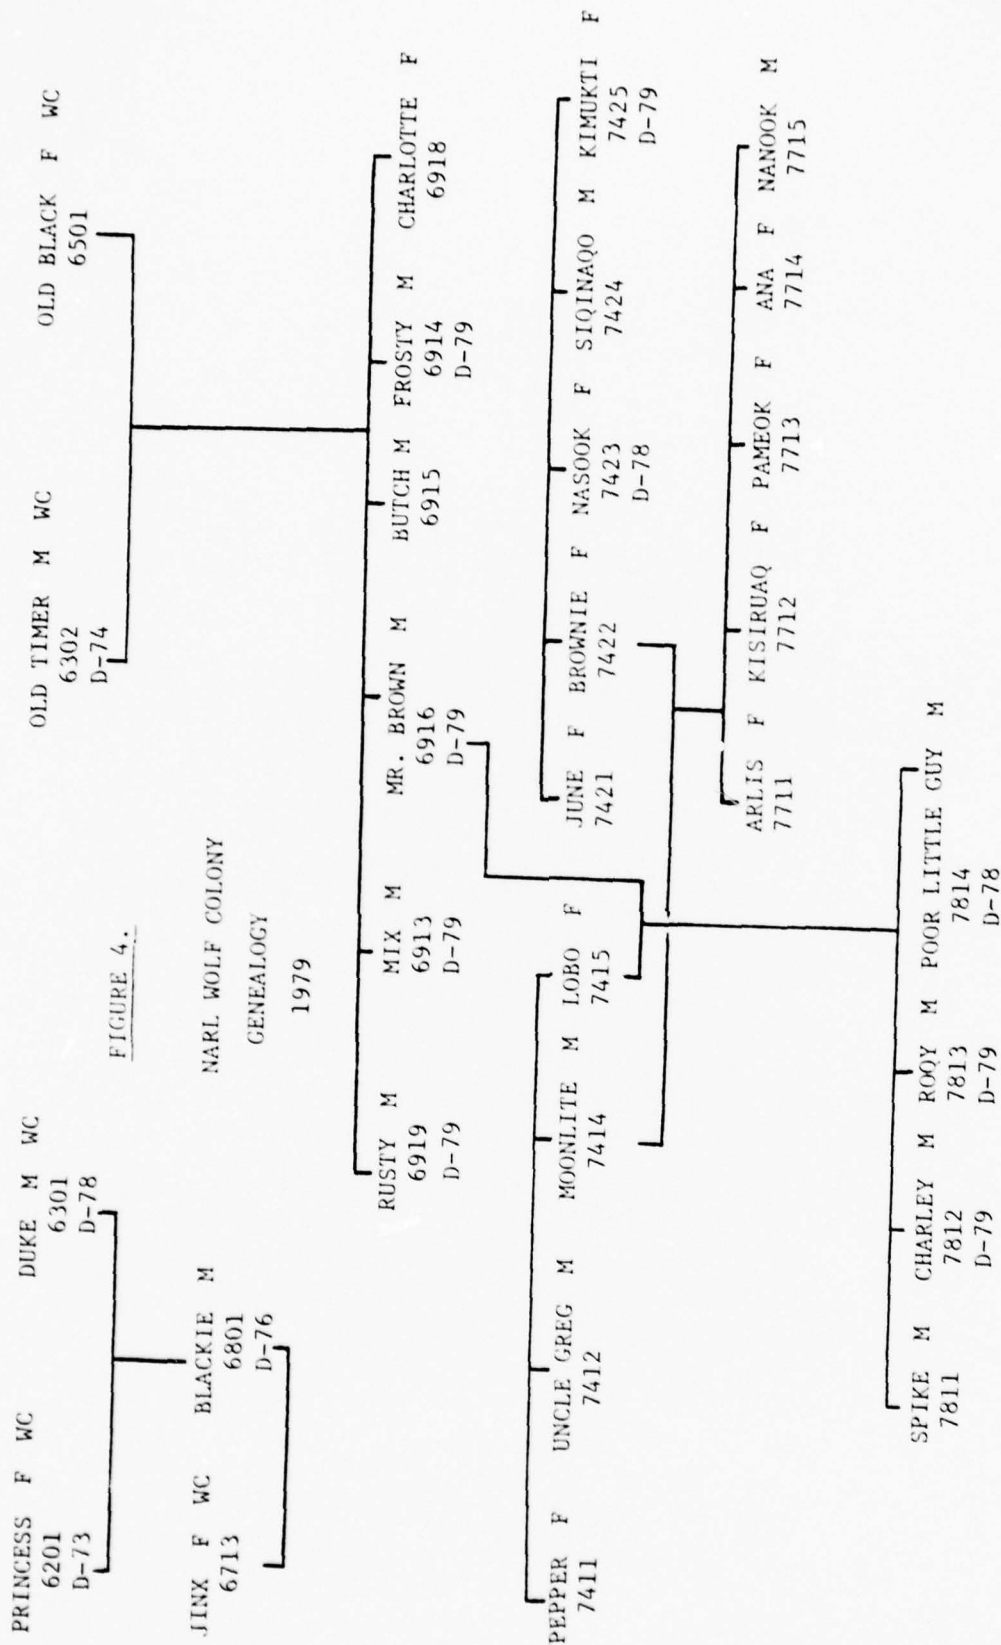 FIGURE 4.
NARL WOLF COLONY
GENEALOGY
1979
PRINCESS F WC DUKE M WC OLD TIMER M WC OLD BLACK F WC
6201 6301 6302 6501
D-73 D-78 D-74
JINX F WC BLACKIE M
6713 6801
D-76
RUSTY M MIX M MR. BROWN M BUTCH M FROSTY M CHARLOTTE F
6919 6913 6916 6915 6914 6918
D-79 D-79 D-79 D-79
PEPPER F UNCLE GREG M MOONLITE M LOBO F JUNE F BROWNIE F NASOOK F SIQINAQO M KIMUKTI F
7411 7412 7414 7415 7421 7422 7423 7424 7425
D-78 D-79
ARLIS F KISIRUAQ F PAMEOK F ANA F NANOOK M
7711 7712 7713 7714 7715
SPIKE M CHARLEY M ROQY M POOR LITTLE GUY M
7811 7812 7813 7814
D-79 D-79 D-78